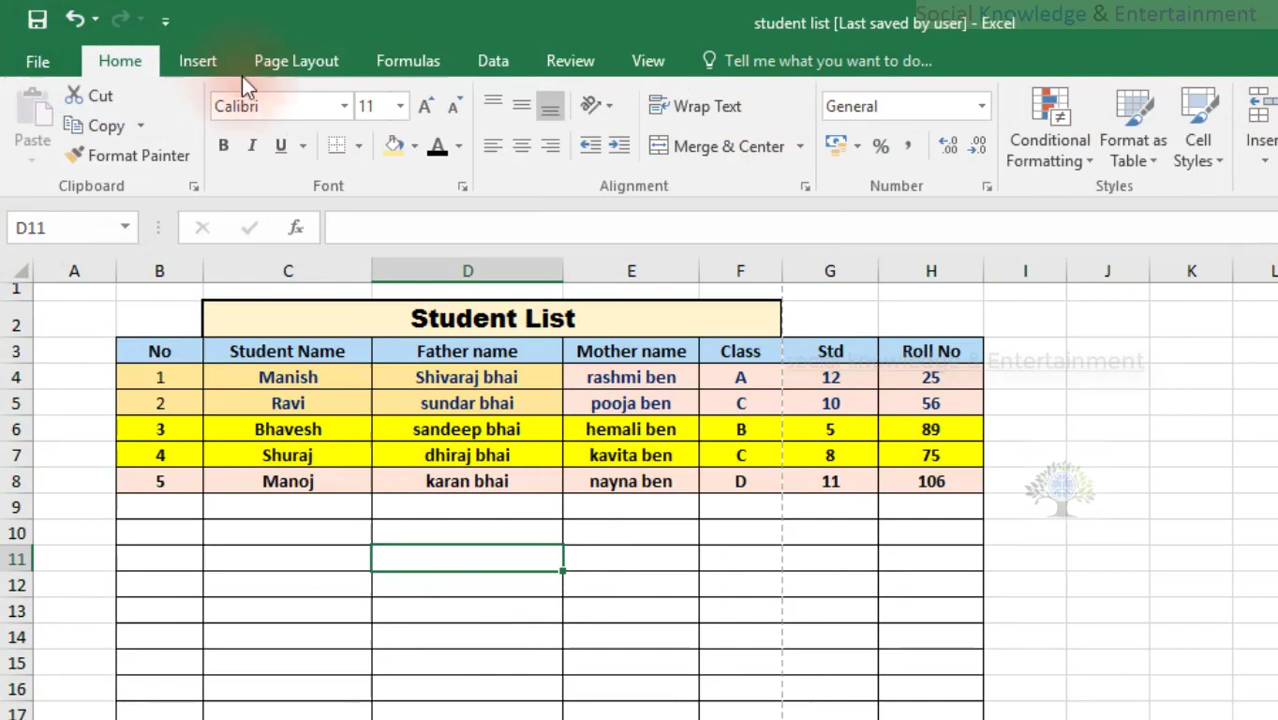 student list [Last saved by user] - Excel
Social Knowledge & Entertainment
File Home Insert Page Layout Formulas Data Review View Tell me what you want to do...
Cut
Copy
Format Painter
Paste
Clipboard
Calibri 11
B I U A
Font
Wrap Text
Merge & Center
Alignment
General
% , .00 .0
Number
Conditional Formatting
Format as Table
Cell Styles
Styles
D11 fx
A B C D E F G H I J K L
1
2 Student List
3 No Student Name Father name Mother name Class Std Roll No
social Knowledge & Entertainment
4 1 Manish Shivaraj bhai rashmi ben A 12 25
5 2 Ravi sundar bhai pooja ben C 10 56
6 3 Bhavesh sandeep bhai hemali ben B 5 89
7 4 Shuraj dhiraj bhai kavita ben C 8 75
8 5 Manoj karan bhai nayna ben D 11 106
9
10
11
12
13
14
15
16
17